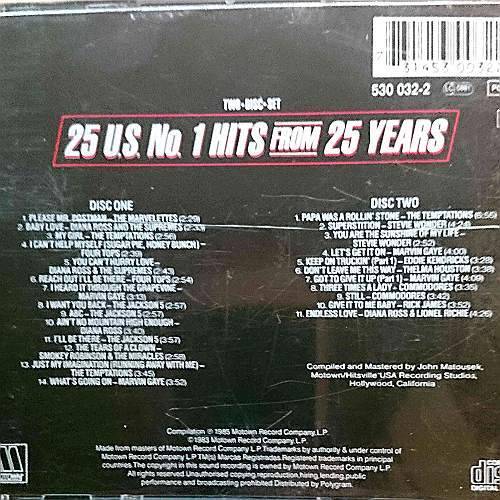 530 032-2
TWO•DISC•SET
25 U.S. No. 1 HITS FROM 25 YEARS
DISC ONE
1. PLEASE MR. POSTMAN – THE MARVELETTES (2:29)
2. BABY LOVE – DIANA ROSS AND THE SUPREMES (2:33)
3. MY GIRL – THE TEMPTATIONS (2:56)
4. I CAN'T HELP MYSELF (SUGAR PIE, HONEY BUNCH) –
FOUR TOPS (2:39)
5. YOU CAN'T HURRY LOVE –
DIANA ROSS & THE SUPREMES (2:43)
6. REACH OUT I'LL BE THERE – FOUR TOPS (2:54)
7. I HEARD IT THROUGH THE GRAPEVINE –
MARVIN GAYE (3:13)
8. I WANT YOU BACK – THE JACKSON 5 (2:57)
9. ABC – THE JACKSON 5 (2:57)
10. AIN'T NO MOUNTAIN HIGH ENOUGH –
DIANA ROSS (3:40)
11. I'LL BE THERE – THE JACKSON 5 (3:57)
12. THE TEARS OF A CLOWN –
SMOKEY ROBINSON & THE MIRACLES (2:58)
13. JUST MY IMAGINATION (RUNNING AWAY WITH ME) –
THE TEMPTATIONS (3:45)
14. WHAT'S GOING ON – MARVIN GAYE (3:52)
DISC TWO
1. PAPA WAS A ROLLIN' STONE – THE TEMPTATIONS (6:55)
2. SUPERSTITION – STEVIE WONDER
3. YOU ARE THE SUNSHINE OF MY LIFE –
STEVIE WONDER (2:52)
4. LET'S GET IT ON – MARVIN GAYE (4:00)
5. KEEP ON TRUCKIN' (Part 1) – EDDIE KENDRICKS (3:28)
6. DON'T LEAVE ME THIS WAY – THELMA HOUSTON (3:38)
7. GOT TO GIVE IT UP (Part 1) – MARVIN GAYE (4:09)
8. THREE TIMES A LADY – COMMODORES (3:35)
9. STILL – COMMODORES (3:42)
10. GIVE IT TO ME BABY – RICK JAMES (3:52)
11. ENDLESS LOVE – DIANA ROSS & LIONEL RICHIE (4:26)
Compiled and Mastered by John Matousek,
Motown/Hitsville USA Recording Studios,
Hollywood, California
Compilation ℗ 1985 Motown Record Company L.P.
©1983 Motown Record Company L.P.
Made from masters of Motown Record Company L.P. Trademarks by authority & under control of
Motown Record Company L.P. TM(s) Marcas Registradas. Registered trademarks in principal
countries. The copyright in this sound recording is owned by Motown Record Company L.P.
All rights reserved. Unauthorised copying, reproduction, hiring, lending, public
performance and broadcasting prohibited. Distributed by Polygram.